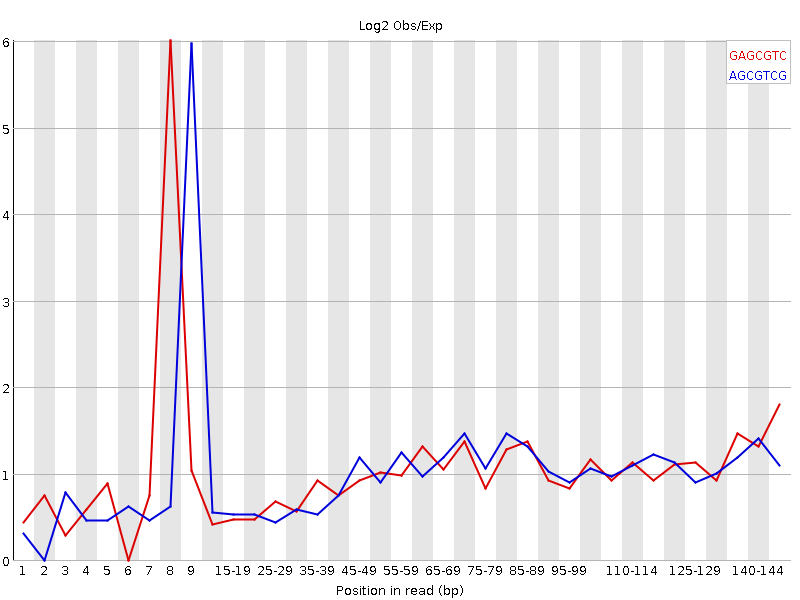 Log2 Obs/Exp
GAGCGTC
AGCGTCG
6
5
4
3
2
1
0
1 2 3 4 5 6 7 8 9 15-19 25-29 35-39 45-49 55-59 65-69 75-79 85-89 95-99 110-114 125-129 140-144
Position in read (bp)